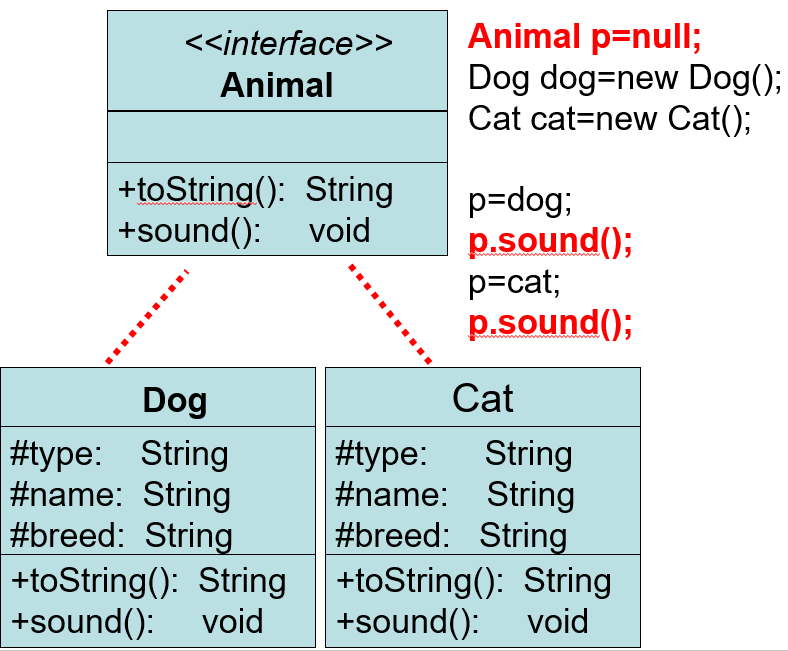 <<interface>>
Animal
+toString(): String
+sound(): void
Animal p=null;
Dog dog=new Dog();
Cat cat=new Cat();
p=dog;
p.sound();
p=cat;
p.sound();
Dog
#type: String
#name: String
#breed: String
+toString(): String
+sound(): void
Cat
#type: String
#name: String
#breed: String
+toString(): String
+sound(): void